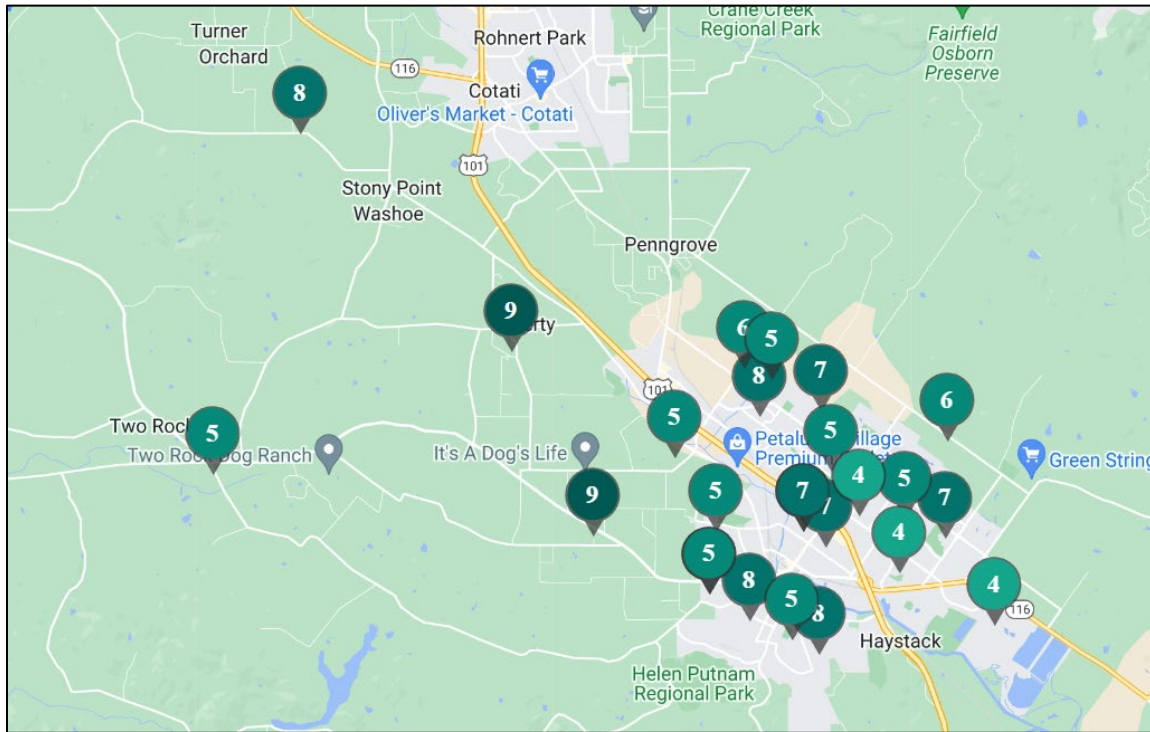 Crane Creek
Regional Park
Turner
Orchard
Rohnert Park
Fairfield
Osborn
Preserve
116
8
Cotati
Oliver's Market - Cotati
101
Stony Point
Washoe
Penngrove
9
erty
6
5
8
7
101
6
5
5
Two Rock
5
Two Rock Dog Ranch
It's A Dog's Life
Petaluma Village
Premium
Green String
4
5
5
7
7
7
9
4
5
8
4
5
8
116
Haystack
Helen Putnam
Regional Park